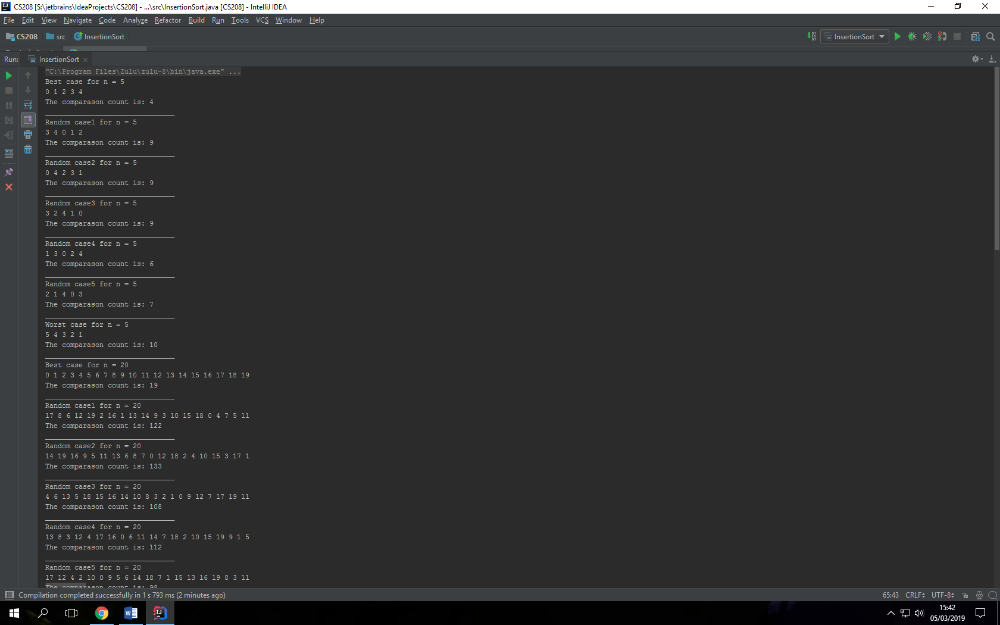 CS208 [S:\jetbrains\IdeaProjects\CS208] - ...\src\InsertionSort.java [CS208] - IntelliJ IDEA
File Edit View Navigate Code Analyze Refactor Build Run Tools VCS Window Help
CS208 src InsertionSort InsertionSort
Run: InsertionSort
"C:\Program Files\Zulu\zulu-8\bin\java.exe" ...
Best case for n = 5
0 1 2 3 4
The comparason count is: 4
Random case1 for n = 5
3 4 0 1 2
The comparason count is: 9
Random case2 for n = 5
0 4 2 3 1
The comparason count is: 9
Random case3 for n = 5
3 2 4 1 0
The comparason count is: 9
Random case4 for n = 5
1 3 0 2 4
The comparason count is: 6
Random case5 for n = 5
2 1 4 0 3
The comparason count is: 7
Worst case for n = 5
5 4 3 2 1
The comparason count is: 10
Best case for n = 20
0 1 2 3 4 5 6 7 8 9 10 11 12 13 14 15 16 17 18 19
The comparason count is: 19
Random case1 for n = 20
17 8 6 12 19 2 16 1 13 14 9 3 10 15 18 0 4 7 5 11
The comparason count is: 122
Random case2 for n = 20
14 19 16 9 5 11 13 6 8 7 0 12 18 2 4 10 15 3 17 1
The comparason count is: 133
Random case3 for n = 20
4 6 13 5 18 15 16 14 10 8 3 2 1 0 9 12 7 17 19 11
The comparason count is: 108
Random case4 for n = 20
13 8 3 12 4 17 16 0 6 11 14 7 18 2 10 15 19 9 1 5
The comparason count is: 112
Random case5 for n = 20
17 12 4 2 10 0 9 5 6 14 18 7 1 15 13 16 19 8 3 11
The comparason count is: 98
Compilation completed successfully in 1 s 793 ms (2 minutes ago) 65:43 CRLF UTF-8
15:42
05/03/2019